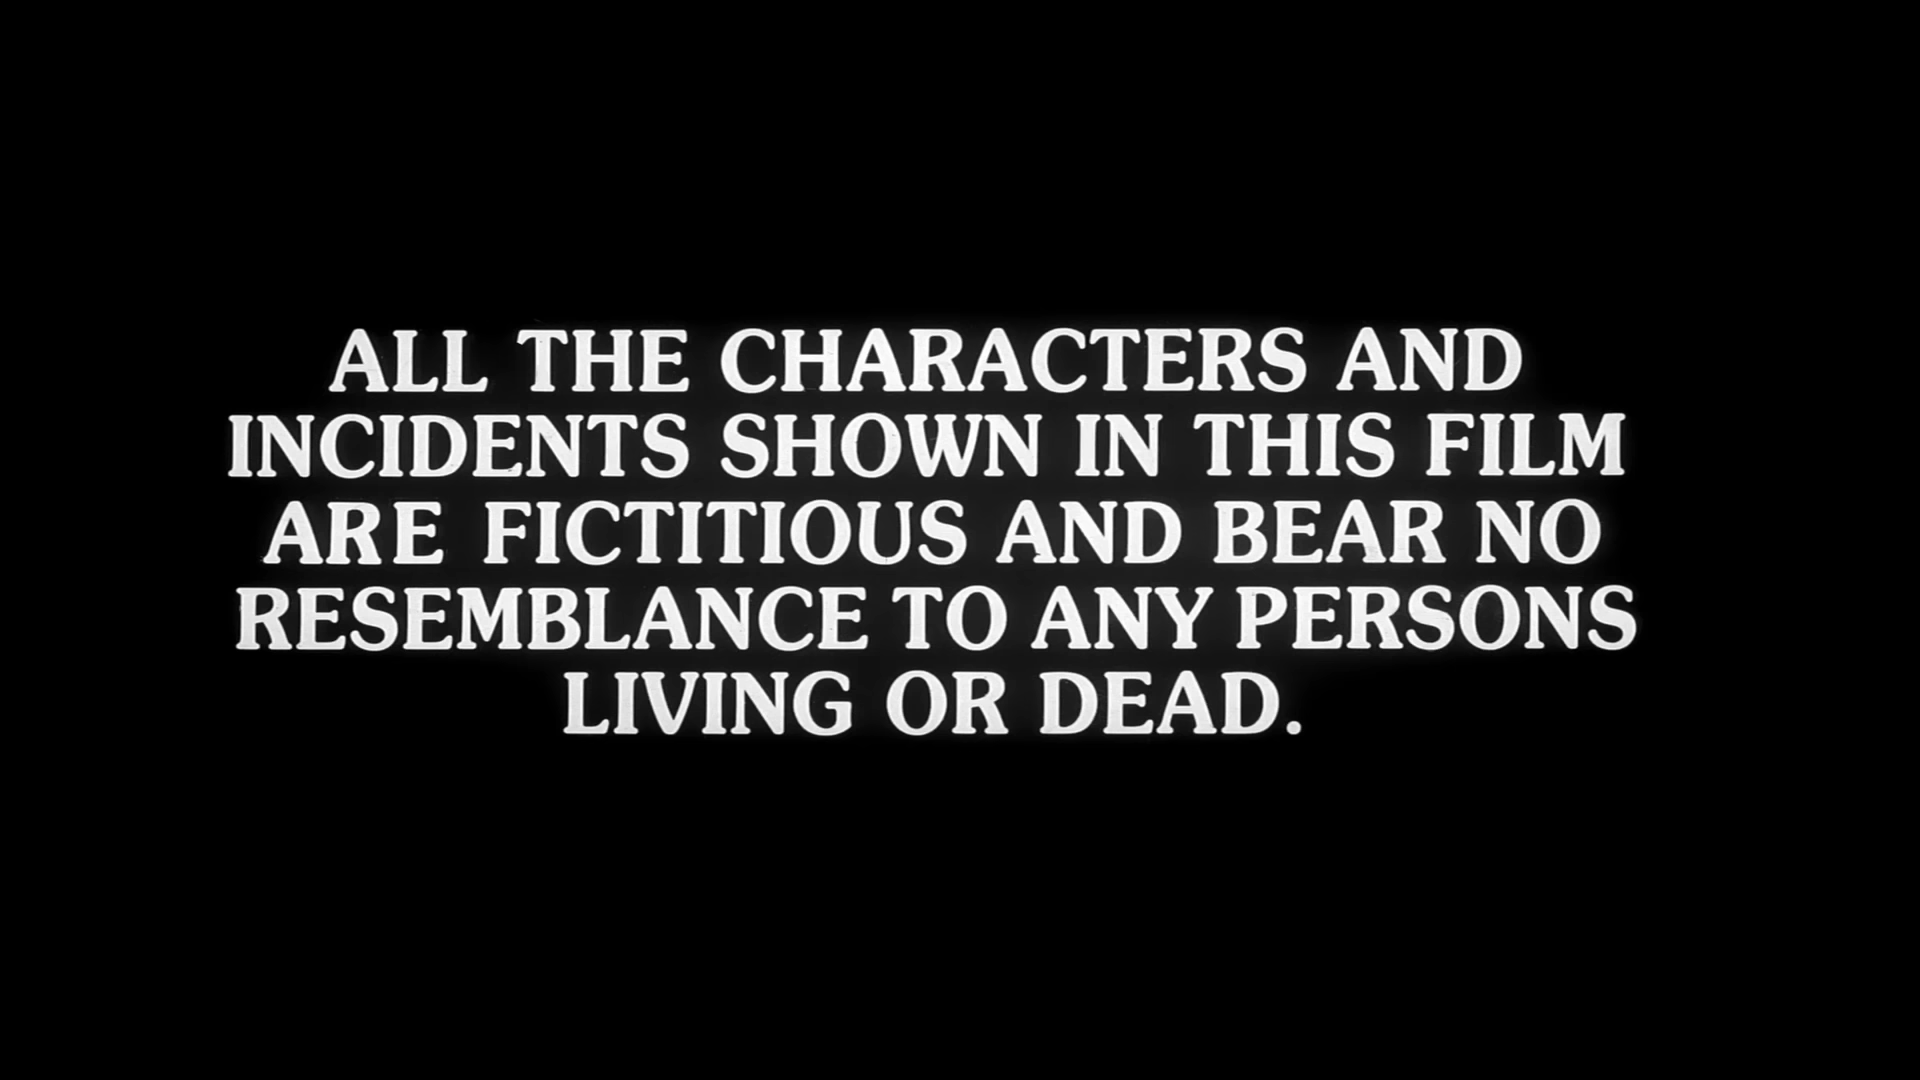 ALL THE CHARACTERS AND
INCIDENTS SHOWN IN THIS FILM
ARE FICTITIOUS AND BEAR NO
RESEMBLANCE TO ANY PERSONS
LIVING OR DEAD.